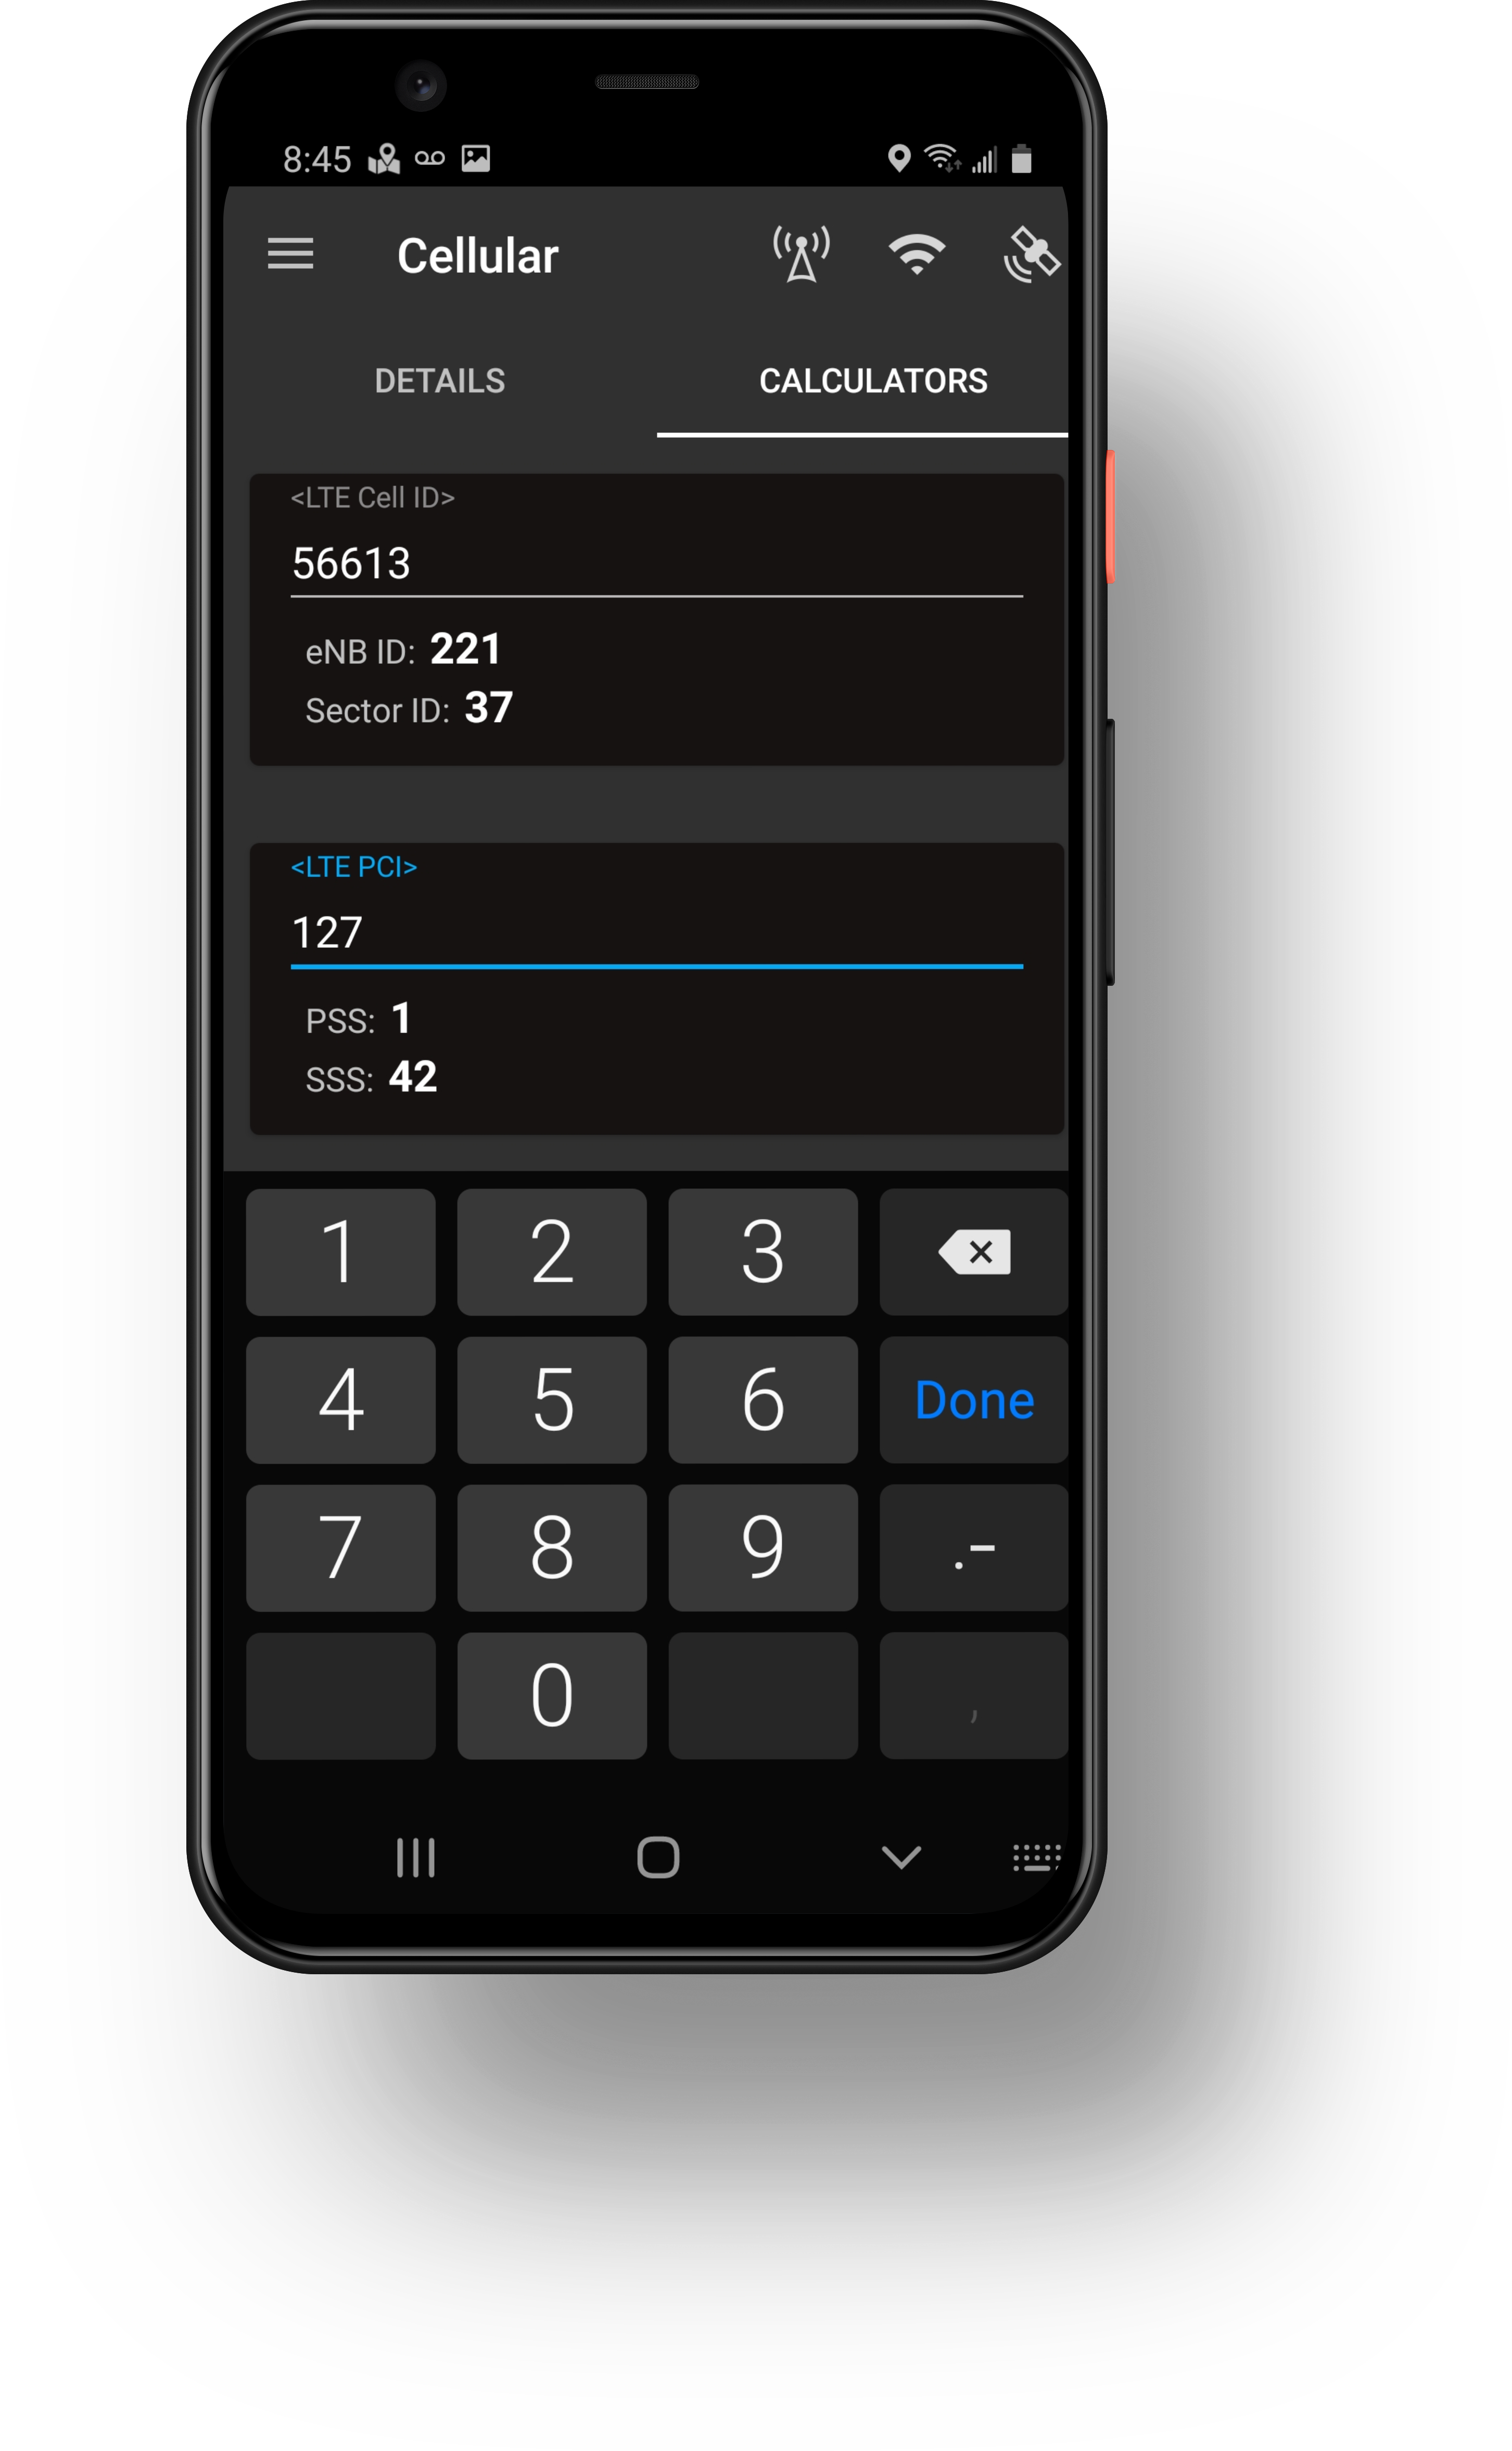 8:45
Cellular
DETAILS CALCULATORS
<LTE Cell ID>
56613
eNB ID: 221
Sector ID: 37
<LTE PCI>
127
PSS: 1
SSS: 42
1 2 3
4 5 6 Done
7 8 9 .-
0 ,